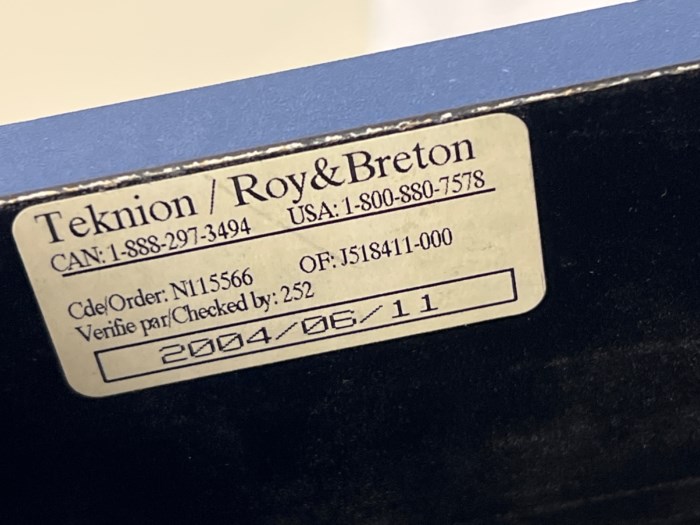 Teknion / Roy&Breton
CAN: 1-888-297-3494 USA: 1-800-880-7578
Cde/Order: N115566 OF: J518411-000
Verifie par/Checked by: 252
2004/06/11